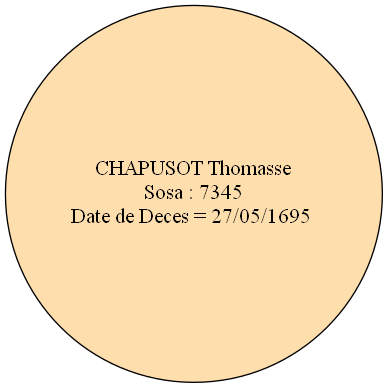 CHAPUSOT Thomasse
Sosa : 7345
Date de Deces = 27/05/1695